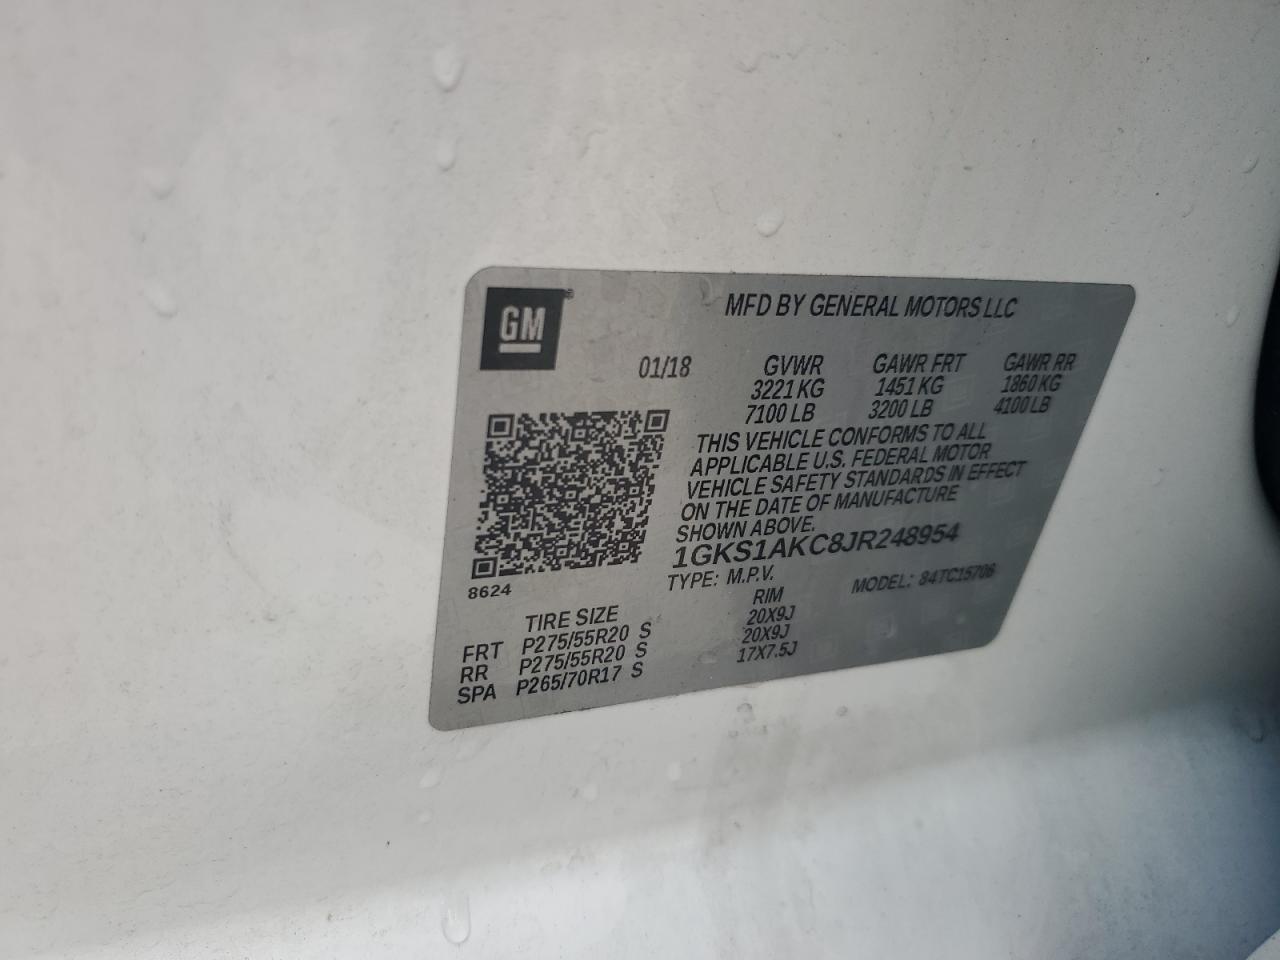 GM
MFD BY GENERAL MOTORS LLC
01/18 GVWR GAWR FRT GAWR RR
3221 KG 1451 KG 1860 KG
7100 LB 3200 LB 4100 LB
THIS VEHICLE CONFORMS TO ALL
APPLICABLE U.S. FEDERAL MOTOR
VEHICLE SAFETY STANDARDS IN EFFECT
ON THE DATE OF MANUFACTURE
SHOWN ABOVE.
1GKS1AKC8JR248954
TYPE: M.P.V. MODEL: 84TC15706
8624
TIRE SIZE RIM
FRT P275/55R20 S 20X9J
RR P275/55R20 S 20X9J
SPA P265/70R17 S 17X7.5J